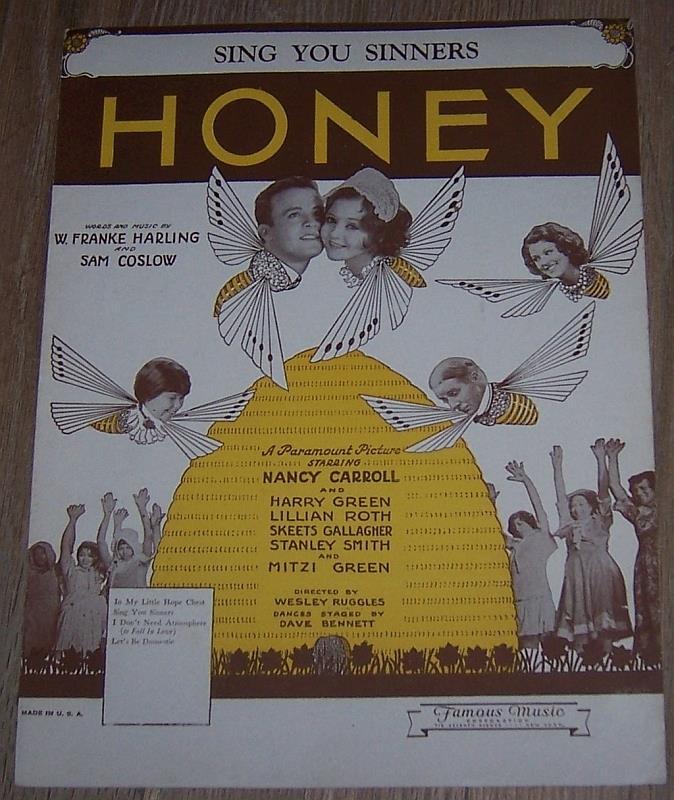 SING YOU SINNERS
HONEY
WORDS AND MUSIC BY
W. FRANKE HARLING
AND
SAM COSLOW
A Paramount Picture
STARRING
NANCY CARROLL
AND
HARRY GREEN
LILLIAN ROTH
SKEETS GALLAGHER
STANLEY SMITH
AND
MITZI GREEN
DIRECTED BY
WESLEY RUGGLES
DANCES STAGED BY
DAVE BENNETT
In My Little Hope Chest
Sing You Sinners
I Don't Need Atmosphere
(to Fall In Love)
Let's Be Domestic
MADE IN U. S. A.
Famous Music
CORPORATION